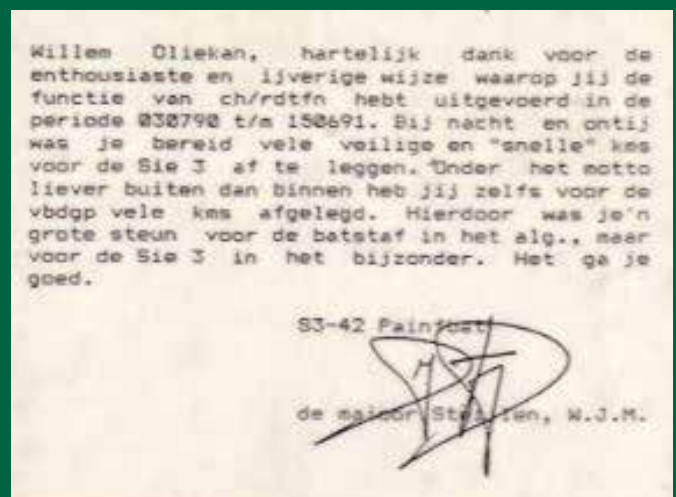 Willem Oliekan, hartelijk dank voor de
enthousiaste en ijverige wijze waarop jij de
functie van ch/rdtfn hebt uitgevoerd in de
periode 030790 t/m 150691. Bij nacht en ontij
was je bereid vele veilige en "snelle" kms
voor de Sie 3 af te leggen. Onder het motto
liever buiten dan binnen heb jij zelfs voor de
vbdgp vele kms afgelegd. Hierdoor was je'n
grote steun voor de batstaf in het alg., maar
voor de Sie 3 in het bijzonder. Het ga je
goed.
S3-42 Painfbat
de majoor W.J.M.